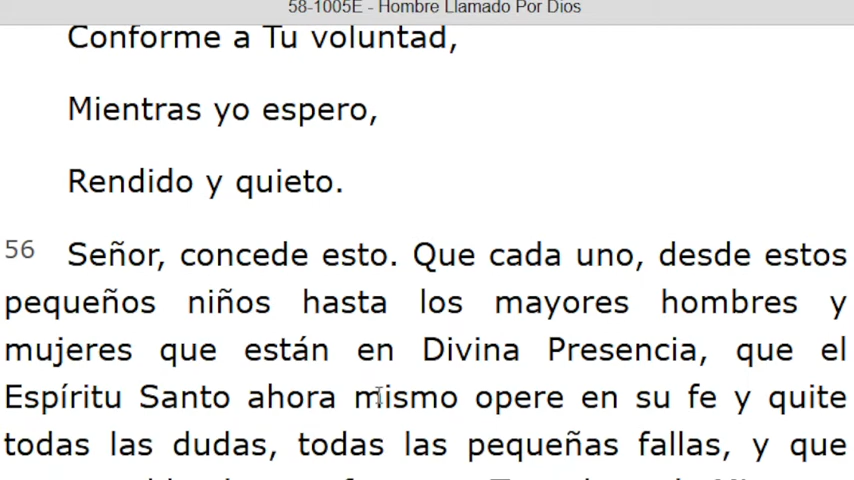 58-1005E - Hombre Llamado Por Dios
Conforme a Tu voluntad,
Mientras yo espero,
Rendido y quieto.
56 Señor, concede esto. Que cada uno, desde estos
pequeños niños hasta los mayores hombres y
mujeres que están en Divina Presencia, que el
Espíritu Santo ahora mismo opere en su fe y quite
todas las dudas, todas las pequeñas fallas, y que